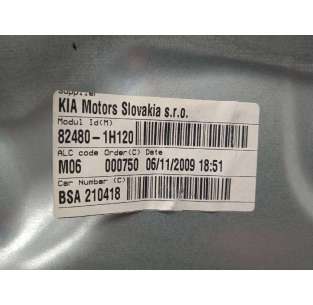 Supplier
KIA Motors Slovakia s.r.o.
Modul Id(M)
82480-1H120
ALC code Order(C) Date
M06 000750 06/11/2009 18:51
Car Number (C)
BSA 210418